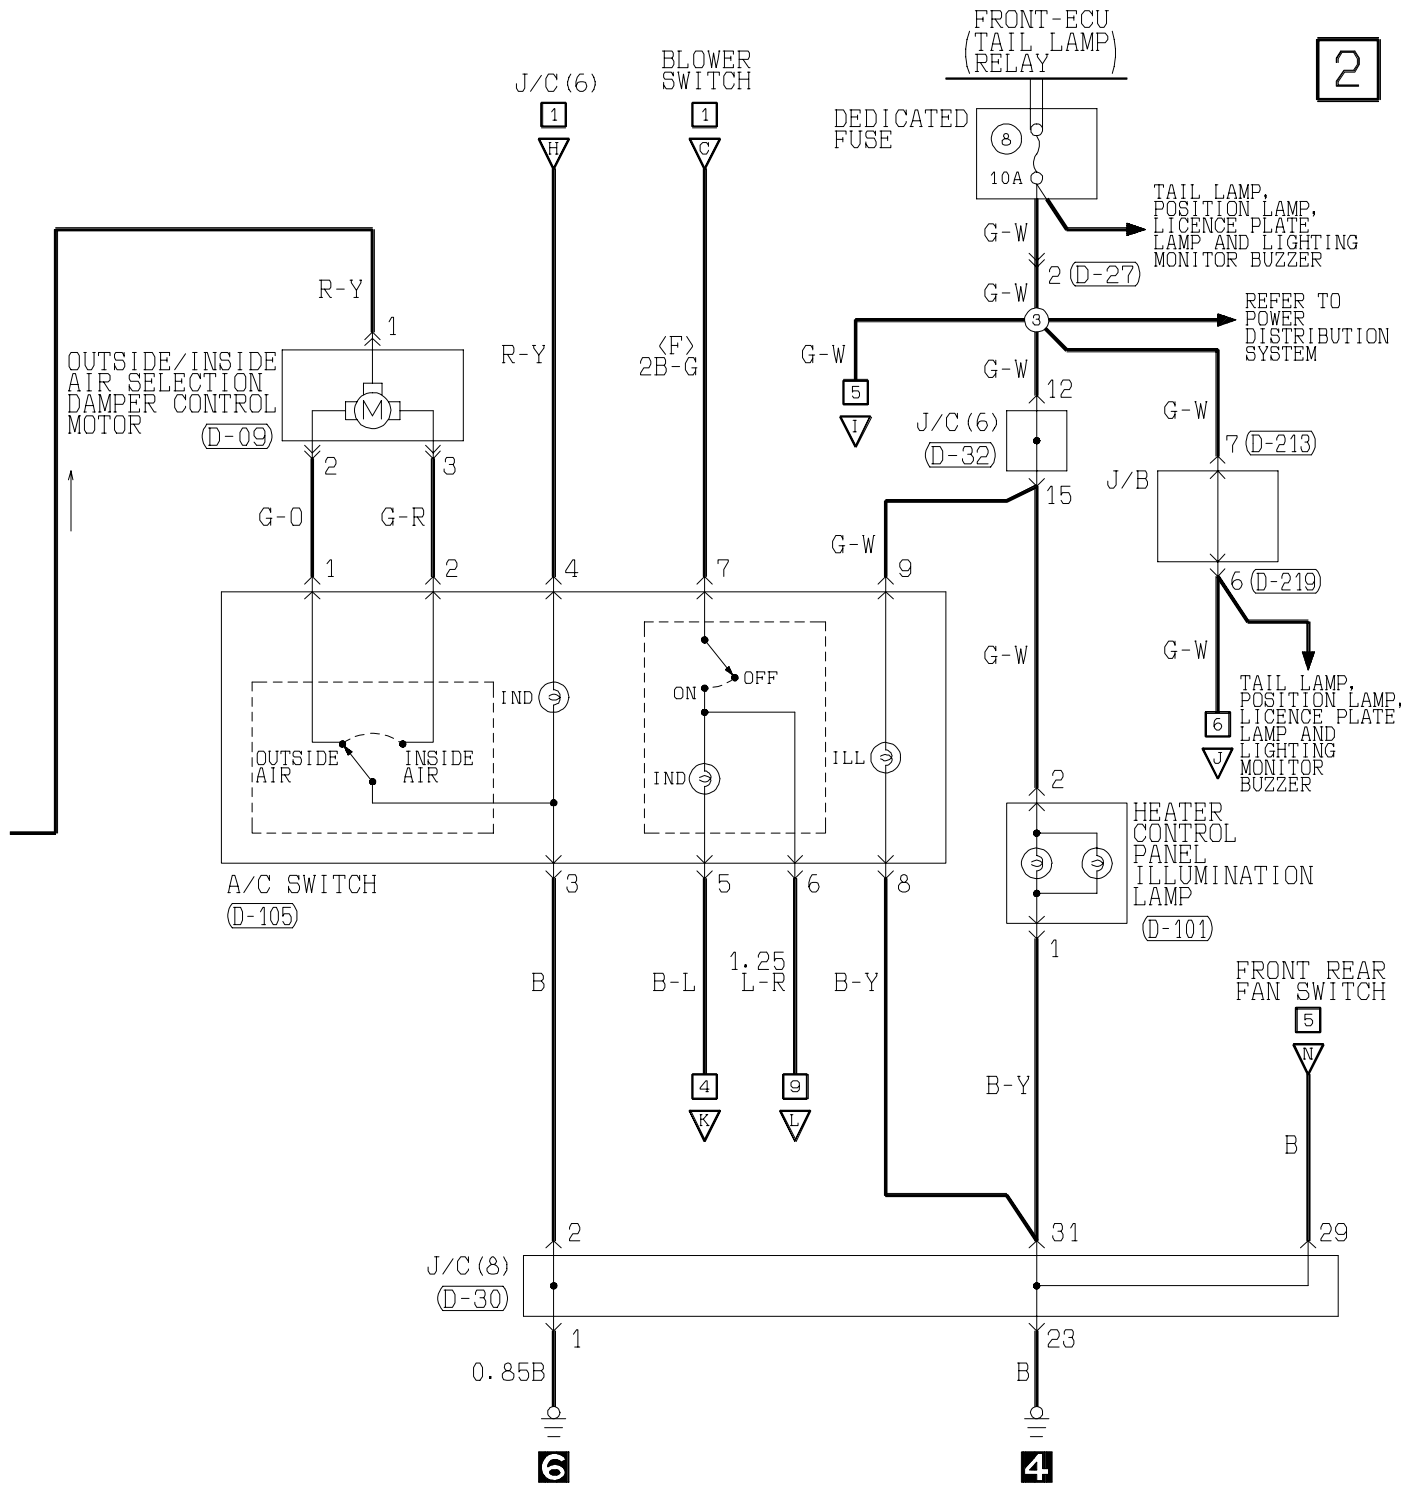 FRONT-ECU
(TAIL LAMP)
RELAY
2
BLOWER
SWITCH
J/C(6)
1
1
H
C
DEDICATED
FUSE
8
10A
TAIL LAMP,
POSITION LAMP,
LICENCE PLATE
LAMP AND LIGHTING
MONITOR BUZZER
G-W
2 (D-27)
G-W
3
REFER TO
POWER
DISTRIBUTION
SYSTEM
R-Y
1
R-Y
<F>
2B-G
G-W
5
I
G-W
12
OUTSIDE/INSIDE
AIR SELECTION
DAMPER CONTROL
MOTOR
(D-09)
M
2
3
J/C(6)
(D-32)
15
G-W
7 (D-213)
J/B
G-O
G-R
G-W
1
2
4
7
9
6 (D-219)
G-W
G-W
OFF
ON
IND
IND
ILL
OUTSIDE
AIR
INSIDE
AIR
6
J
TAIL LAMP,
POSITION LAMP,
LICENCE PLATE
LAMP AND
LIGHTING
MONITOR
BUZZER
2
HEATER
CONTROL
PANEL
ILLUMINATION
LAMP
(D-101)
1
A/C SWITCH
(D-105)
3
5
6
8
B
B-L
1.25
L-R
B-Y
FRONT REAR
FAN SWITCH
5
N
4
K
9
L
B-Y
B
2
31
29
J/C(8)
(D-30)
1
23
0.85B
B
6
4